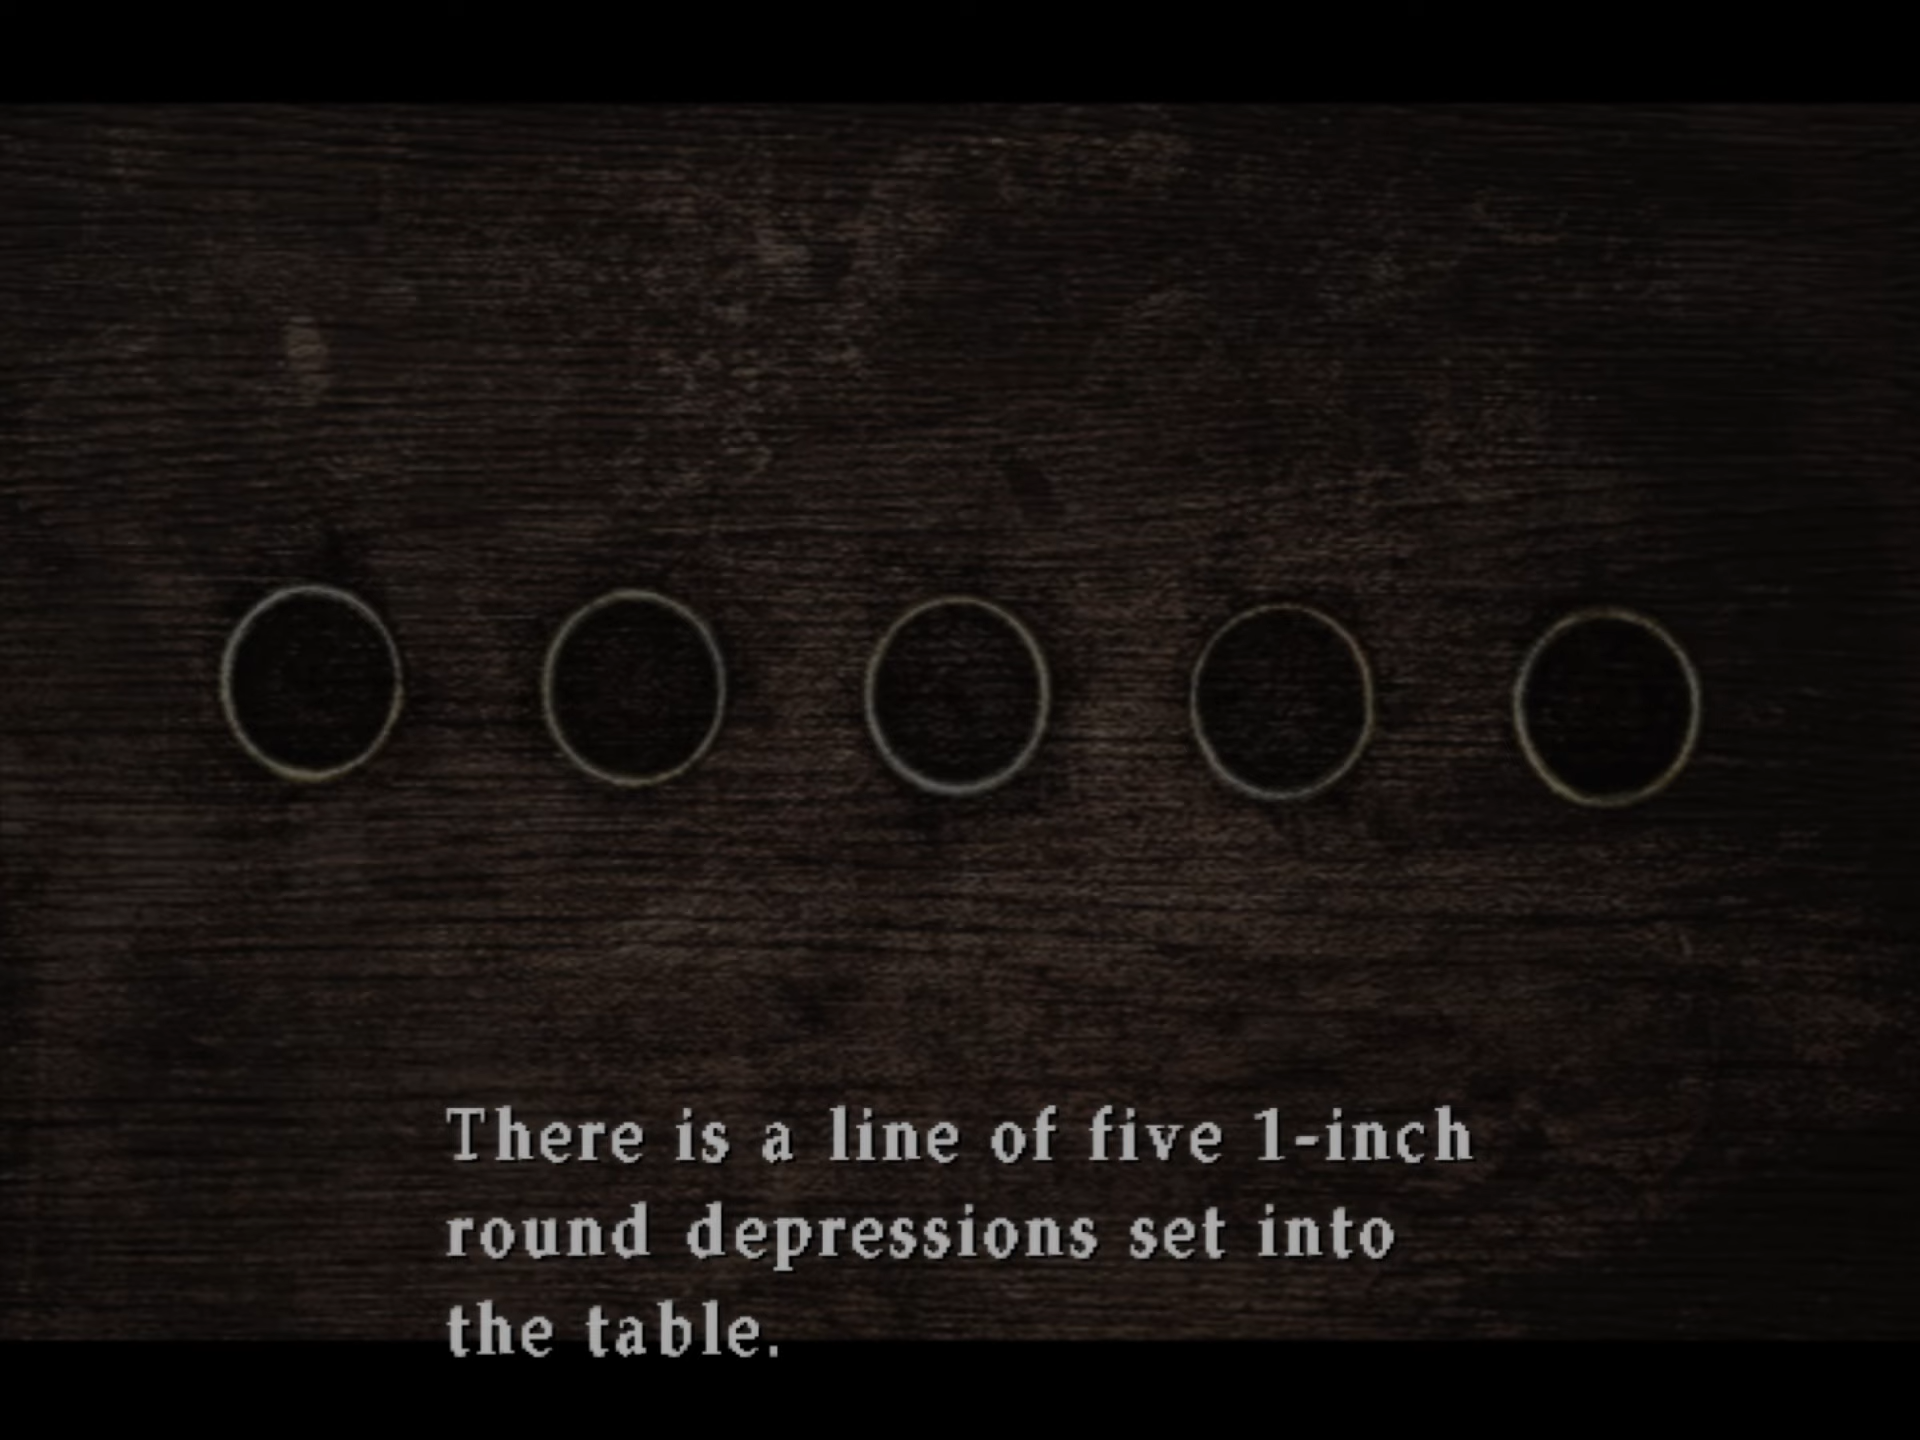 There is a line of five 1-inch
round depressions set into
the table.